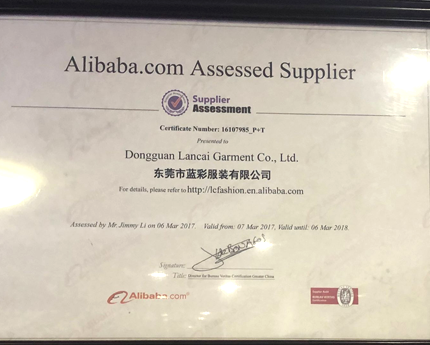 Alibaba.com Assessed Supplier
Supplier
Assessment
Certificate Number: 16107985_P+T
Presented to
Dongguan Lancai Garment Co., Ltd.
东莞市蓝彩服装有限公司
For details, please refer to http://lcfashion.en.alibaba.com
Assessed by Mr. Jimmy Li on 06 Mar 2017. Valid from: 07 Mar 2017, Valid until: 06 Mar 2018.
Signature:
Title:
Alibaba.com